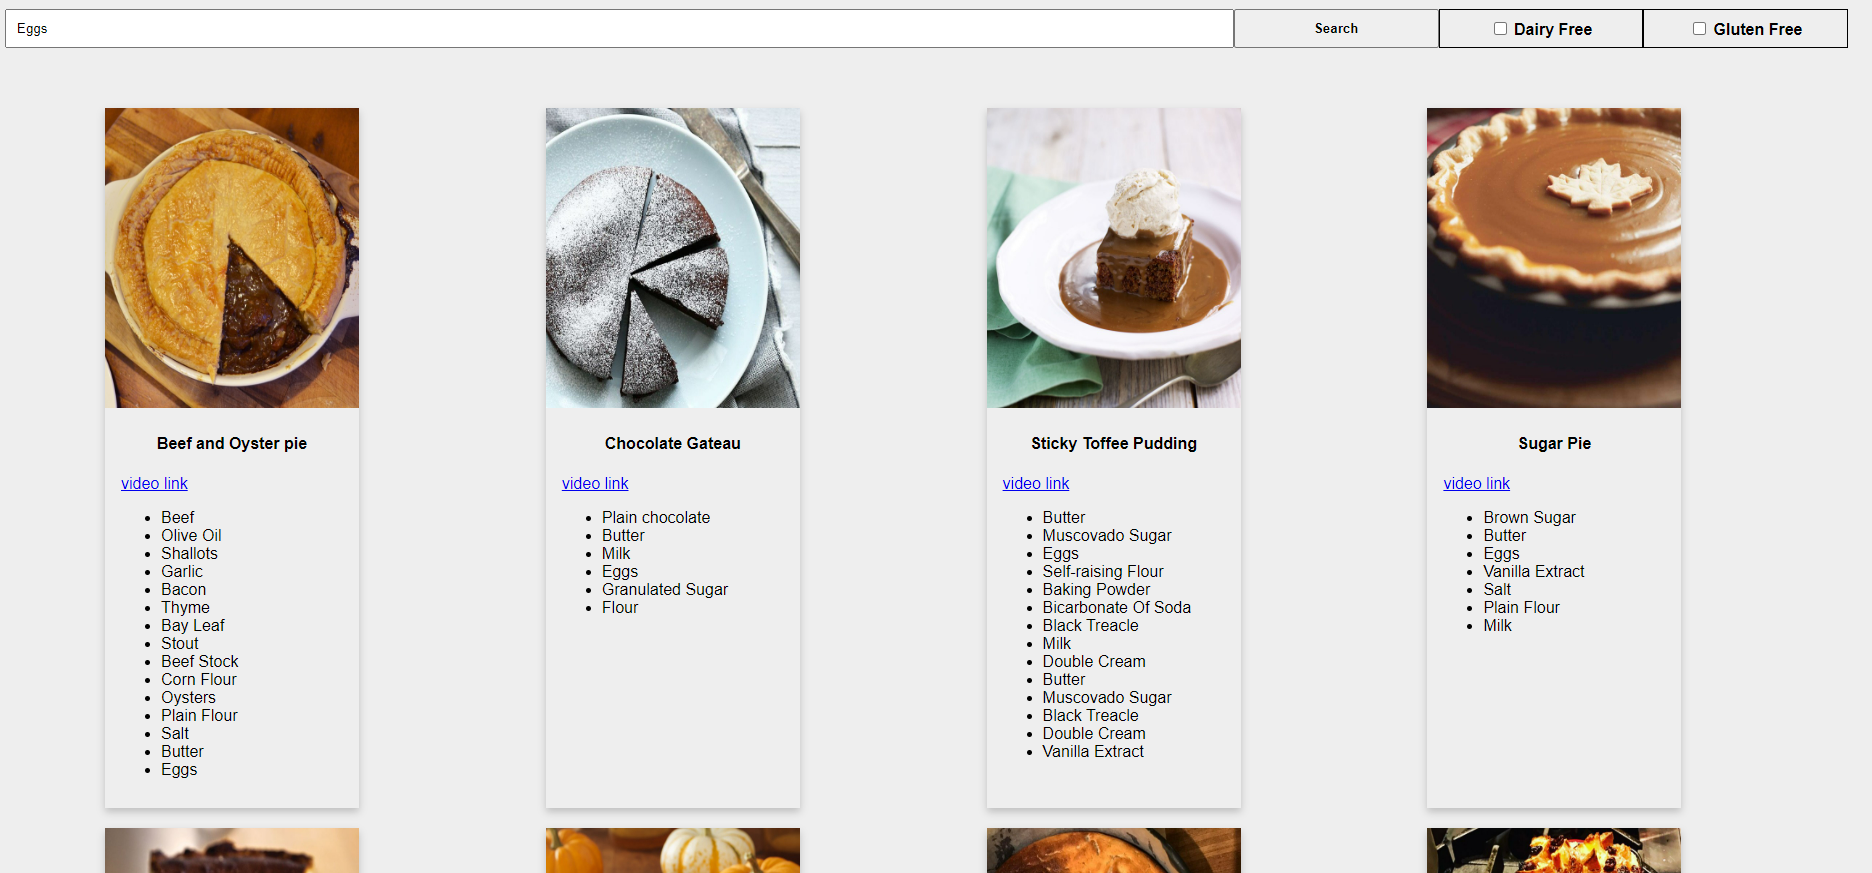 Eggs
Search
Dairy Free
Gluten Free
Beef and Oyster pie
video link
Beef
Olive Oil
Shallots
Garlic
Bacon
Thyme
Bay Leaf
Stout
Beef Stock
Corn Flour
Oysters
Plain Flour
Salt
Butter
Eggs
Chocolate Gateau
video link
Plain chocolate
Butter
Milk
Eggs
Granulated Sugar
Flour
Sticky Toffee Pudding
video link
Butter
Muscovado Sugar
Eggs
Self-raising Flour
Baking Powder
Bicarbonate Of Soda
Black Treacle
Milk
Double Cream
Butter
Muscovado Sugar
Black Treacle
Double Cream
Vanilla Extract
Sugar Pie
video link
Brown Sugar
Butter
Eggs
Vanilla Extract
Salt
Plain Flour
Milk